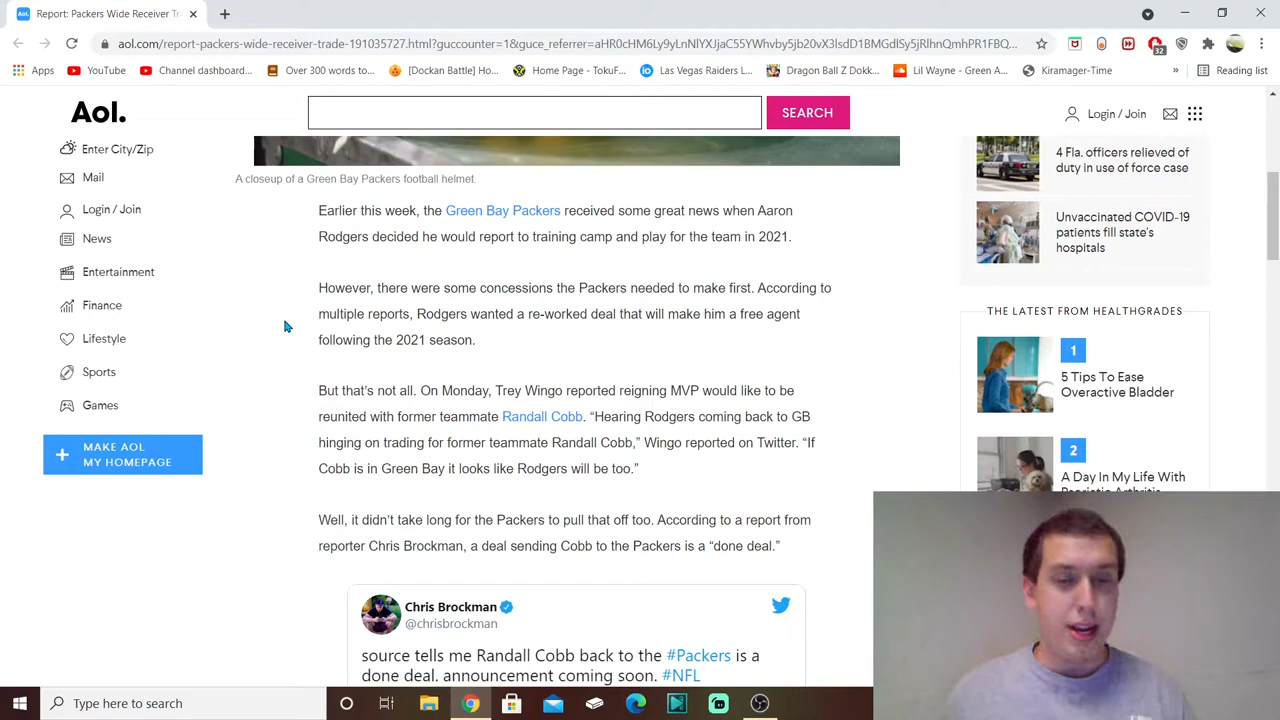 Report: Packers Wide Receiver Tr
aol.com/report-packers-wide-receiver-trade-191035727.html?guccounter=1&guce_referrer=
32
Apps
YouTube
Channel dashboard...
Over 300 words to...
[Dockan Battle] Ho...
Home Page - TokuF...
Las Vegas Raiders L...
Dragon Ball Z Dokk...
Lil Wayne - Green A...
Kiramager-Time
»
Reading list
Aol.
SEARCH
Login / Join
Enter City/Zip
Mail
Login / Join
News
Entertainment
Finance
Lifestyle
Sports
Games
MAKE AOL
MY HOMEPAGE
A closeup of a Green Bay Packers football helmet.
Earlier this week, the Green Bay Packers received some great news when Aaron
Rodgers decided he would report to training camp and play for the team in 2021.
However, there were some concessions the Packers needed to make first. According to
multiple reports, Rodgers wanted a re-worked deal that will make him a free agent
following the 2021 season.
But that's not all. On Monday, Trey Wingo reported reigning MVP would like to be
reunited with former teammate Randall Cobb. “Hearing Rodgers coming back to GB
hinging on trading for former teammate Randall Cobb,” Wingo reported on Twitter. “If
Cobb is in Green Bay it looks like Rodgers will be too.”
Well, it didn't take long for the Packers to pull that off too. According to a report from
reporter Chris Brockman, a deal sending Cobb to the Packers is a “done deal.”
Chris Brockman
@chrisbrockman
source tells me Randall Cobb back to the #Packers is a
done deal. announcement coming soon. #NFL
4 Fla. officers relieved of
duty in use of force case
Unvaccinated COVID-19
patients fill state's
hospitals
THE LATEST FROM HEALTHGRADES
1
5 Tips To Ease
Overactive Bladder
2
A Day In My Life With
Psoriatic Arthritis
Type here to search